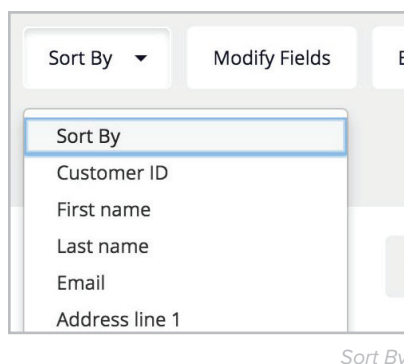 Sort By Modify Fields
Sort By
Customer ID
First name
Last name
Email
Address line 1
Sort By